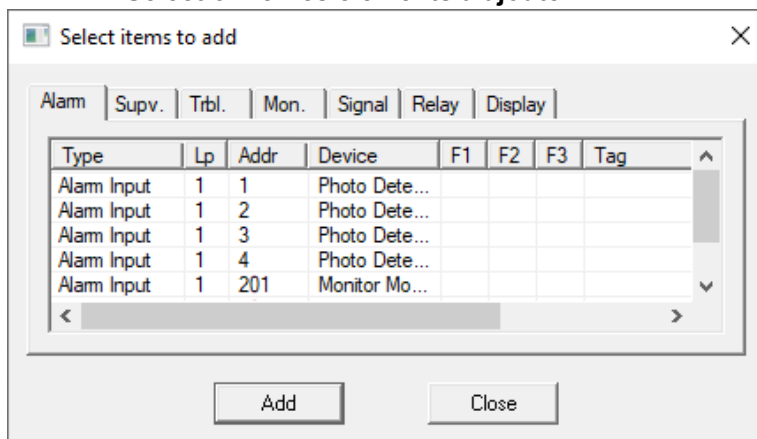 Select items to add
Alarm Supv. Trbl. Mon. Signal Relay Display
Type Lp Addr Device F1 F2 F3 Tag
Alarm Input 1 1 Photo Dete...
Alarm Input 1 2 Photo Dete...
Alarm Input 1 3 Photo Dete...
Alarm Input 1 4 Photo Dete...
Alarm Input 1 201 Monitor Mo...
Add Close